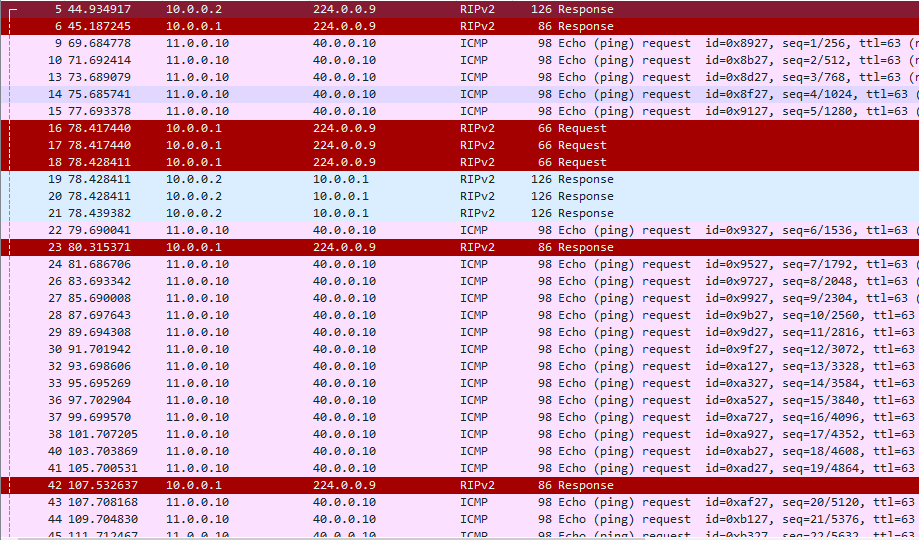 5 44.934917 10.0.0.2 224.0.0.9 RIPv2 126 Response
6 45.187245 10.0.0.1 224.0.0.9 RIPv2 86 Response
9 69.684778 11.0.0.10 40.0.0.10 ICMP 98 Echo (ping) request id=0x8927, seq=1/256, ttl=63 (
10 71.692414 11.0.0.10 40.0.0.10 ICMP 98 Echo (ping) request id=0x8b27, seq=2/512, ttl=63 (
13 73.689079 11.0.0.10 40.0.0.10 ICMP 98 Echo (ping) request id=0x8d27, seq=3/768, ttl=63 (
14 75.685741 11.0.0.10 40.0.0.10 ICMP 98 Echo (ping) request id=0x8f27, seq=4/1024, ttl=63
15 77.693378 11.0.0.10 40.0.0.10 ICMP 98 Echo (ping) request id=0x9127, seq=5/1280, ttl=63
16 78.417440 10.0.0.1 224.0.0.9 RIPv2 66 Request
17 78.417440 10.0.0.1 224.0.0.9 RIPv2 66 Request
18 78.428411 10.0.0.1 224.0.0.9 RIPv2 66 Request
19 78.428411 10.0.0.2 10.0.0.1 RIPv2 126 Response
20 78.428411 10.0.0.2 10.0.0.1 RIPv2 126 Response
21 78.439382 10.0.0.2 10.0.0.1 RIPv2 126 Response
22 79.690041 11.0.0.10 40.0.0.10 ICMP 98 Echo (ping) request id=0x9327, seq=6/1536, ttl=63
23 80.315371 10.0.0.1 224.0.0.9 RIPv2 86 Response
24 81.686706 11.0.0.10 40.0.0.10 ICMP 98 Echo (ping) request id=0x9527, seq=7/1792, ttl=63
26 83.693342 11.0.0.10 40.0.0.10 ICMP 98 Echo (ping) request id=0x9727, seq=8/2048, ttl=63
27 85.690008 11.0.0.10 40.0.0.10 ICMP 98 Echo (ping) request id=0x9927, seq=9/2304, ttl=63
28 87.697643 11.0.0.10 40.0.0.10 ICMP 98 Echo (ping) request id=0x9b27, seq=10/2560, ttl=63
29 89.694308 11.0.0.10 40.0.0.10 ICMP 98 Echo (ping) request id=0x9d27, seq=11/2816, ttl=63
30 91.701942 11.0.0.10 40.0.0.10 ICMP 98 Echo (ping) request id=0x9f27, seq=12/3072, ttl=63
32 93.698606 11.0.0.10 40.0.0.10 ICMP 98 Echo (ping) request id=0xa127, seq=13/3328, ttl=63
33 95.695269 11.0.0.10 40.0.0.10 ICMP 98 Echo (ping) request id=0xa327, seq=14/3584, ttl=63
36 97.702904 11.0.0.10 40.0.0.10 ICMP 98 Echo (ping) request id=0xa527, seq=15/3840, ttl=63
37 99.699570 11.0.0.10 40.0.0.10 ICMP 98 Echo (ping) request id=0xa727, seq=16/4096, ttl=63
38 101.707205 11.0.0.10 40.0.0.10 ICMP 98 Echo (ping) request id=0xa927, seq=17/4352, ttl=63
40 103.703869 11.0.0.10 40.0.0.10 ICMP 98 Echo (ping) request id=0xab27, seq=18/4608, ttl=63
41 105.700531 11.0.0.10 40.0.0.10 ICMP 98 Echo (ping) request id=0xad27, seq=19/4864, ttl=63
42 107.532637 10.0.0.1 224.0.0.9 RIPv2 86 Response
43 107.708168 11.0.0.10 40.0.0.10 ICMP 98 Echo (ping) request id=0xaf27, seq=20/5120, ttl=63
44 109.704830 11.0.0.10 40.0.0.10 ICMP 98 Echo (ping) request id=0xb127, seq=21/5376, ttl=63
45 111.712467 11.0.0.10 40.0.0.10 ICMP 98 Echo (ping) request id=0xb327, seq=22/5632, ttl=63